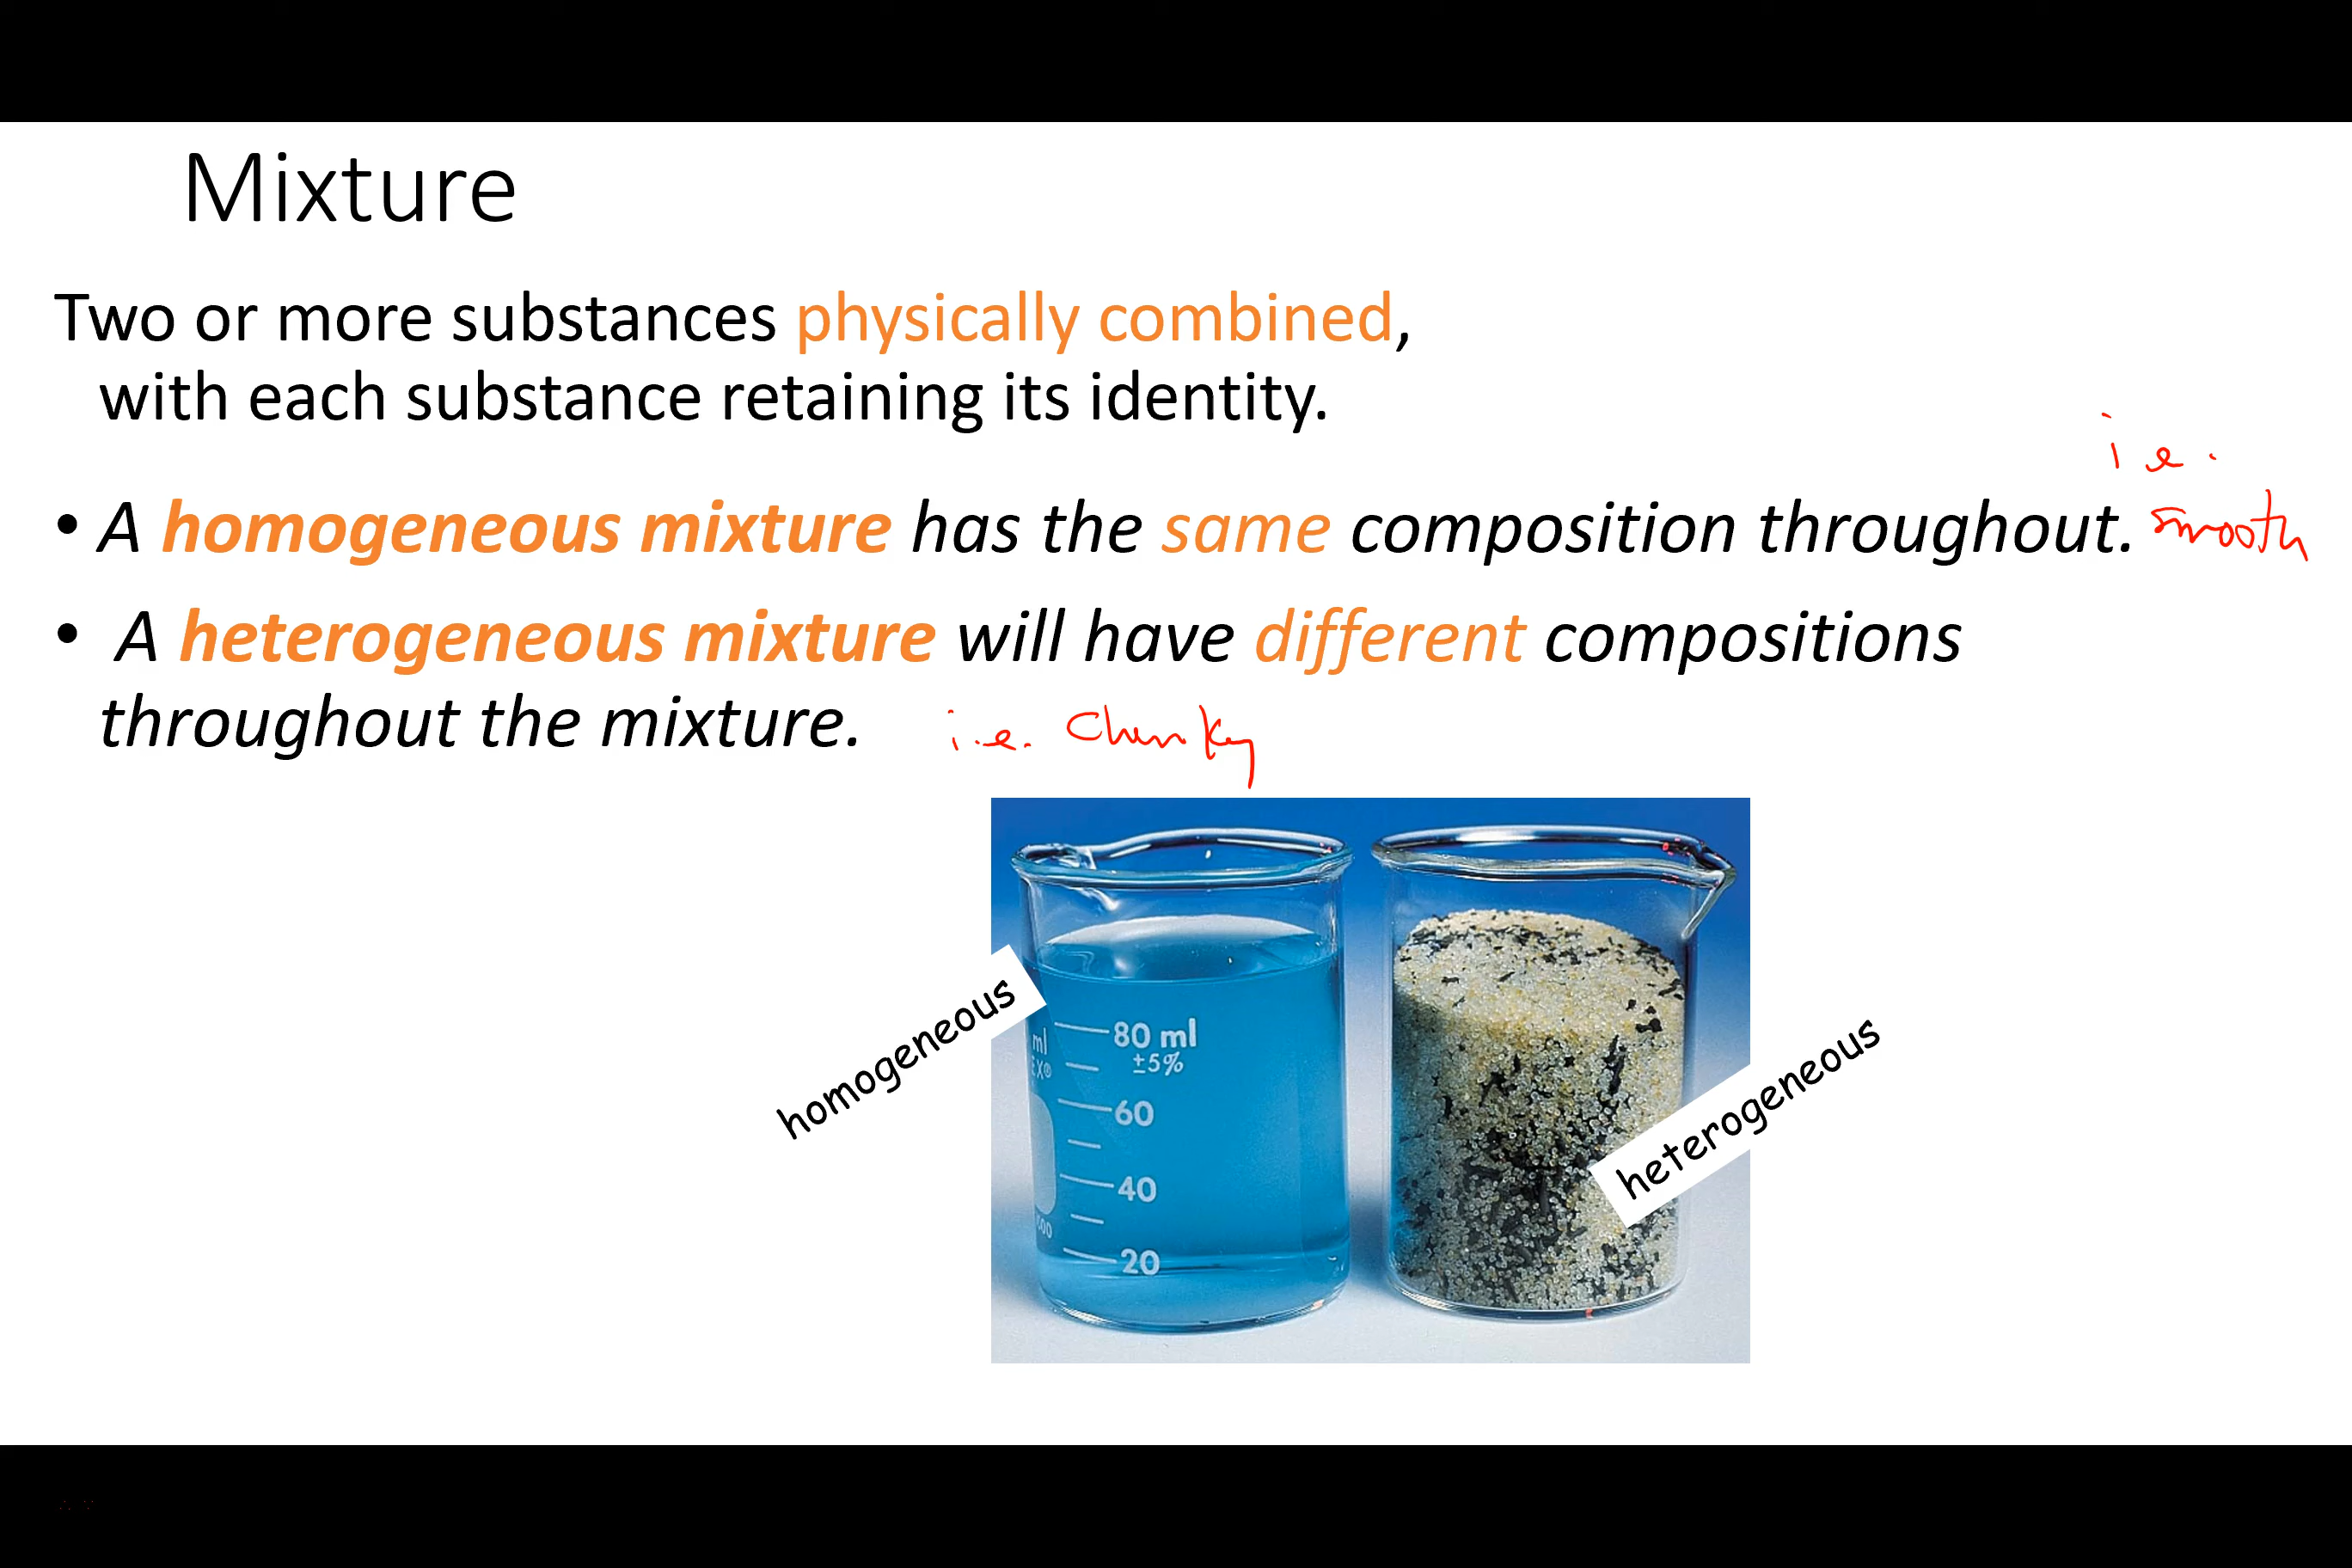 Mixture
Two or more substances physically combined,
with each substance retaining its identity.
i.e.
• A homogeneous mixture has the same composition throughout. smooth
• A heterogeneous mixture will have different compositions
throughout the mixture. i.e. Chunky
homogeneous
heterogeneous
80 ml
±5%
ml
EX®
60
40
20